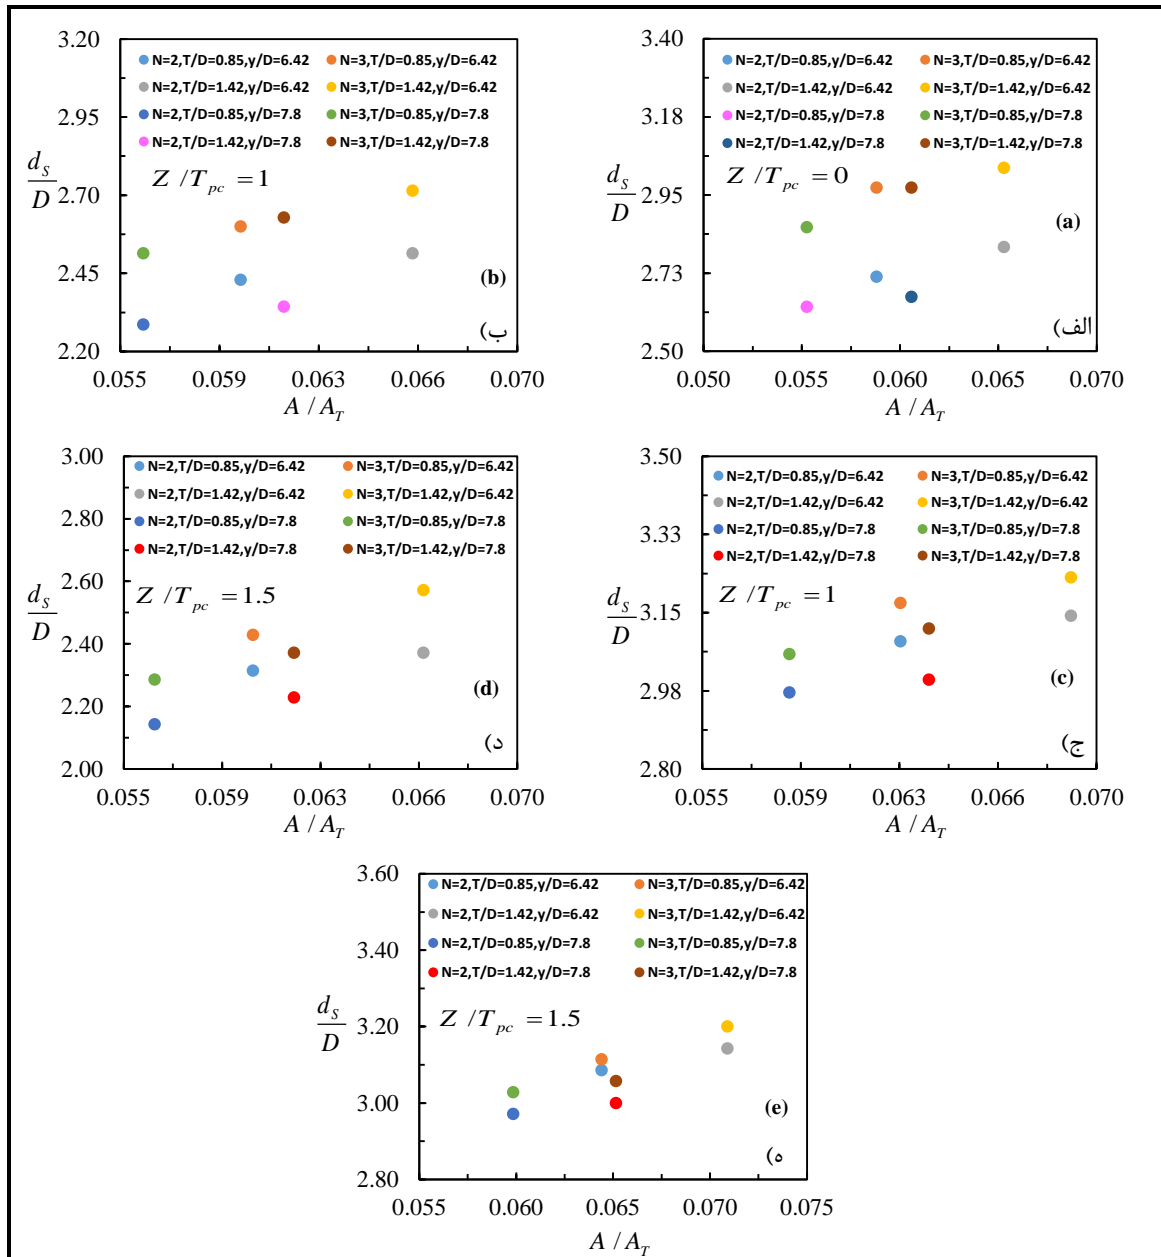 3.20
2.95
2.70
2.45
2.20
d_S
D
N=2,T/D=0.85,y/D=6.42 N=3,T/D=0.85,y/D=6.42
N=2,T/D=1.42,y/D=6.42 N=3,T/D=1.42,y/D=6.42
N=2,T/D=0.85,y/D=7.8 N=3,T/D=0.85,y/D=7.8
N=2,T/D=1.42,y/D=7.8 N=3,T/D=1.42,y/D=7.8
Z /T_pc = 1
(b)
ب)
0.055 0.059 0.063 0.066 0.070
A / A_T
3.40
3.18
2.95
2.73
2.50
d_S
D
N=2,T/D=0.85,y/D=6.42 N=3,T/D=0.85,y/D=6.42
N=2,T/D=1.42,y/D=6.42 N=3,T/D=1.42,y/D=6.42
N=2,T/D=0.85,y/D=7.8 N=3,T/D=0.85,y/D=7.8
N=2,T/D=1.42,y/D=7.8 N=3,T/D=1.42,y/D=7.8
Z /T_pc = 0
(a)
الف)
0.050 0.055 0.060 0.065 0.070
A / A_T
3.00
2.80
2.60
2.40
2.20
2.00
d_S
D
N=2,T/D=0.85,y/D=6.42 N=3,T/D=0.85,y/D=6.42
N=2,T/D=1.42,y/D=6.42 N=3,T/D=1.42,y/D=6.42
N=2,T/D=0.85,y/D=7.8 N=3,T/D=0.85,y/D=7.8
N=2,T/D=1.42,y/D=7.8 N=3,T/D=1.42,y/D=7.8
Z /T_pc = 1.5
(d)
د)
0.055 0.059 0.063 0.066 0.070
A / A_T
3.50
3.33
3.15
2.98
2.80
d_S
D
N=2,T/D=0.85,y/D=6.42 N=3,T/D=0.85,y/D=6.42
N=2,T/D=1.42,y/D=6.42 N=3,T/D=1.42,y/D=6.42
N=2,T/D=0.85,y/D=7.8 N=3,T/D=0.85,y/D=7.8
N=2,T/D=1.42,y/D=7.8 N=3,T/D=1.42,y/D=7.8
Z /T_pc = 1
(c)
ج)
0.055 0.059 0.063 0.066 0.070
A / A_T
3.60
3.40
3.20
3.00
2.80
d_S
D
N=2,T/D=0.85,y/D=6.42 N=3,T/D=0.85,y/D=6.42
N=2,T/D=1.42,y/D=6.42 N=3,T/D=1.42,y/D=6.42
N=2,T/D=0.85,y/D=7.8 N=3,T/D=0.85,y/D=7.8
N=2,T/D=1.42,y/D=7.8 N=3,T/D=1.42,y/D=7.8
Z /T_pc = 1.5
(e)
ه)
0.055 0.060 0.065 0.070 0.075
A / A_T